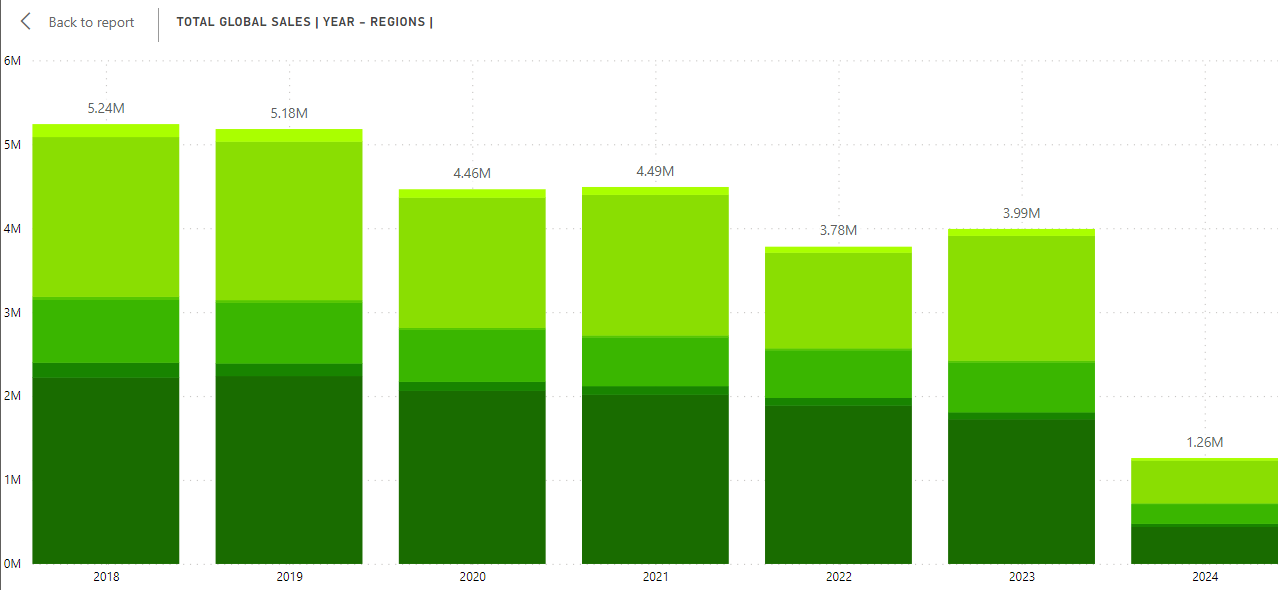 Back to report
TOTAL GLOBAL SALES | YEAR – REGIONS |
6M
5.24M
5.18M
5M
4.46M
4.49M
4M
3.99M
3.78M
3M
2M
1.26M
1M
0M
2018 2019 2020 2021 2022 2023 2024